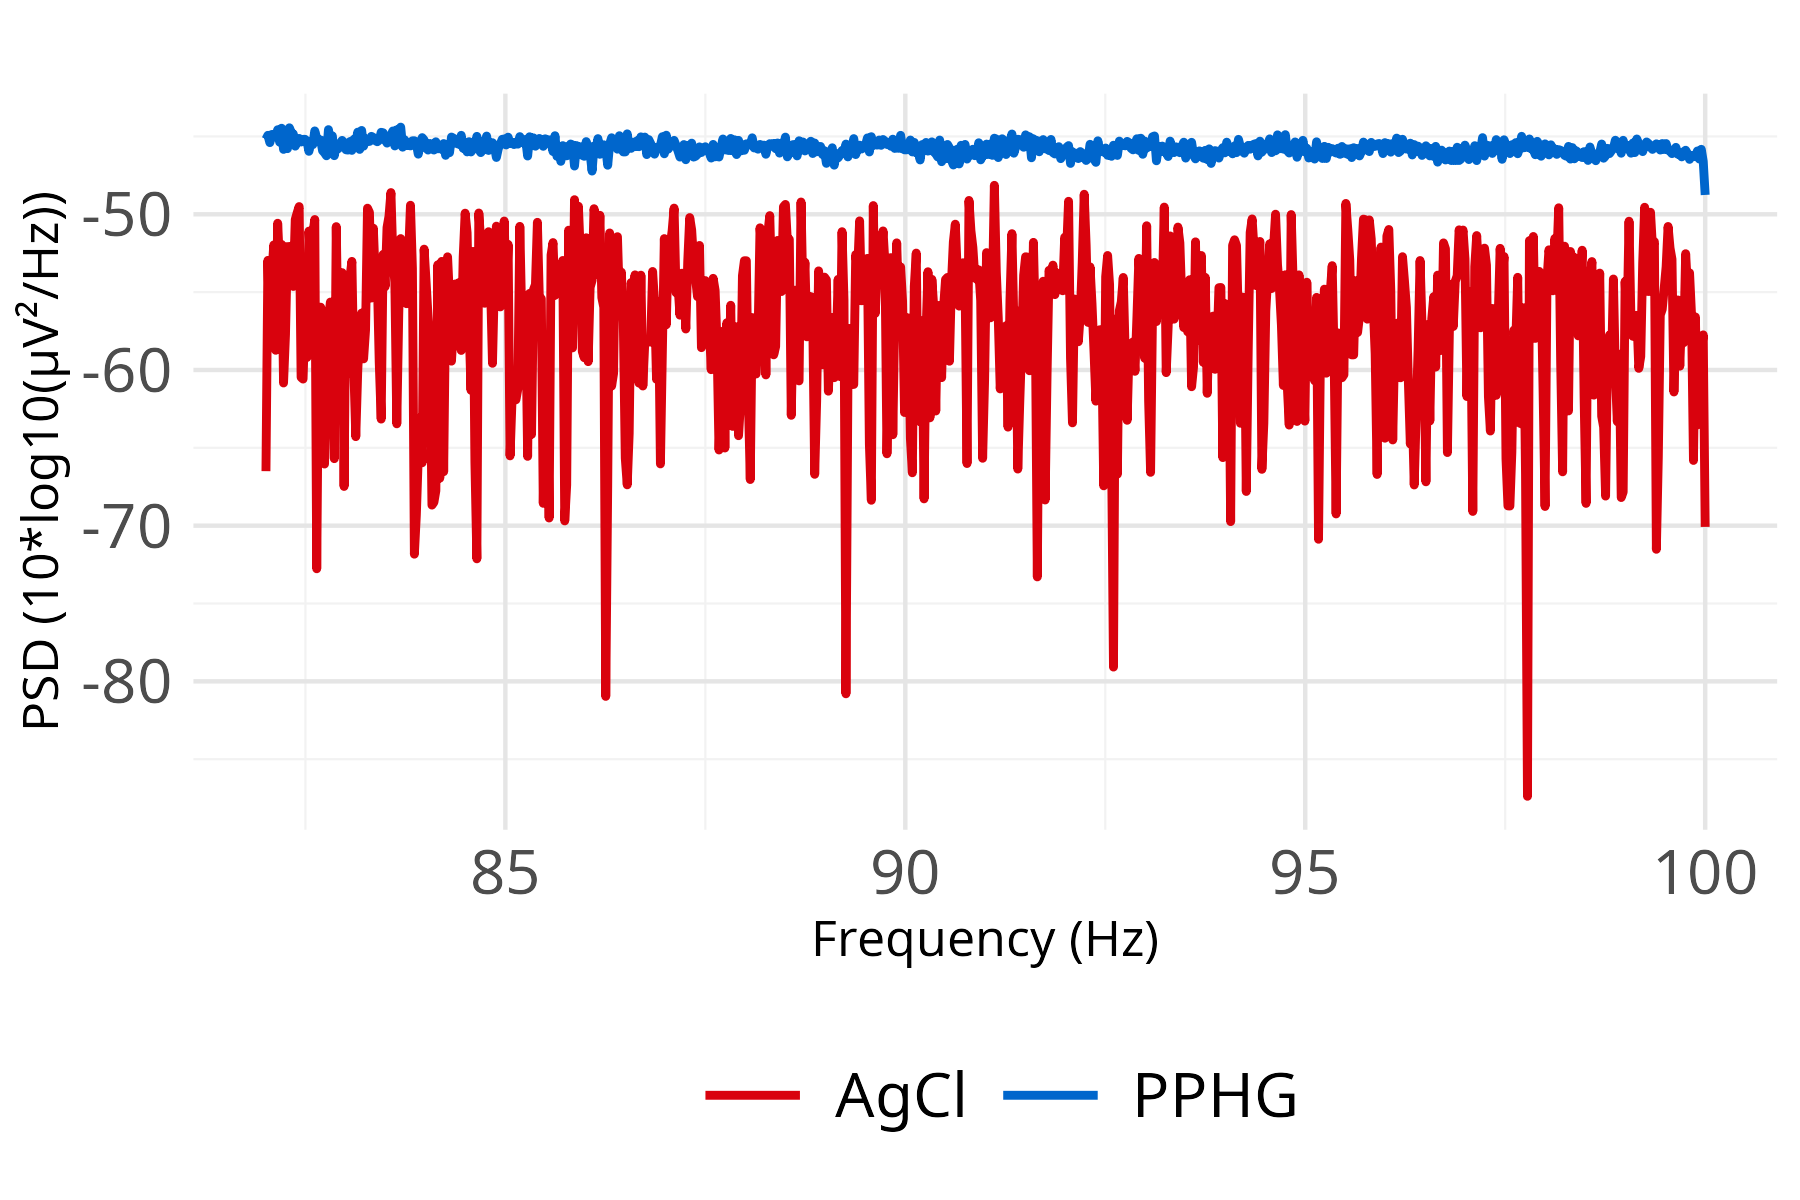 PSD (10*log10(μV²/Hz))
-50
-60
-70
-80
85 90 95 100
Frequency (Hz)
AgCl PPHG